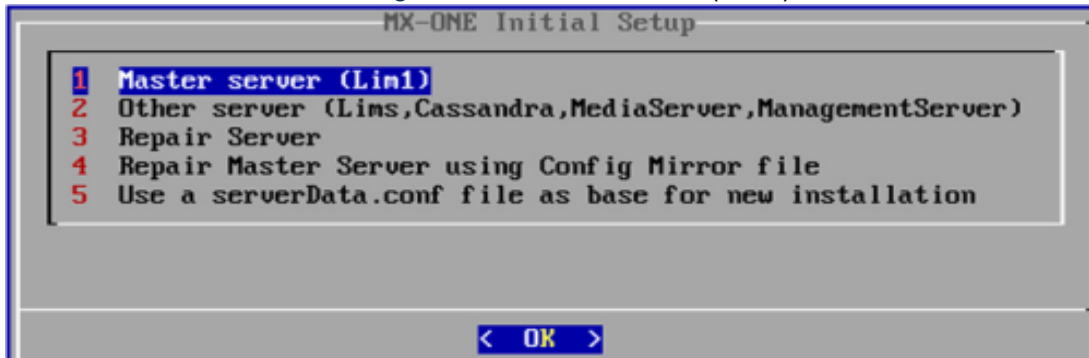 MX-ONE Initial Setup
1 Master server (Lim1)
2 Other server (Lims,Cassandra,MediaServer,ManagementServer)
3 Repair Server
4 Repair Master Server using Config Mirror file
5 Use a serverData.conf file as base for new installation
< OK >